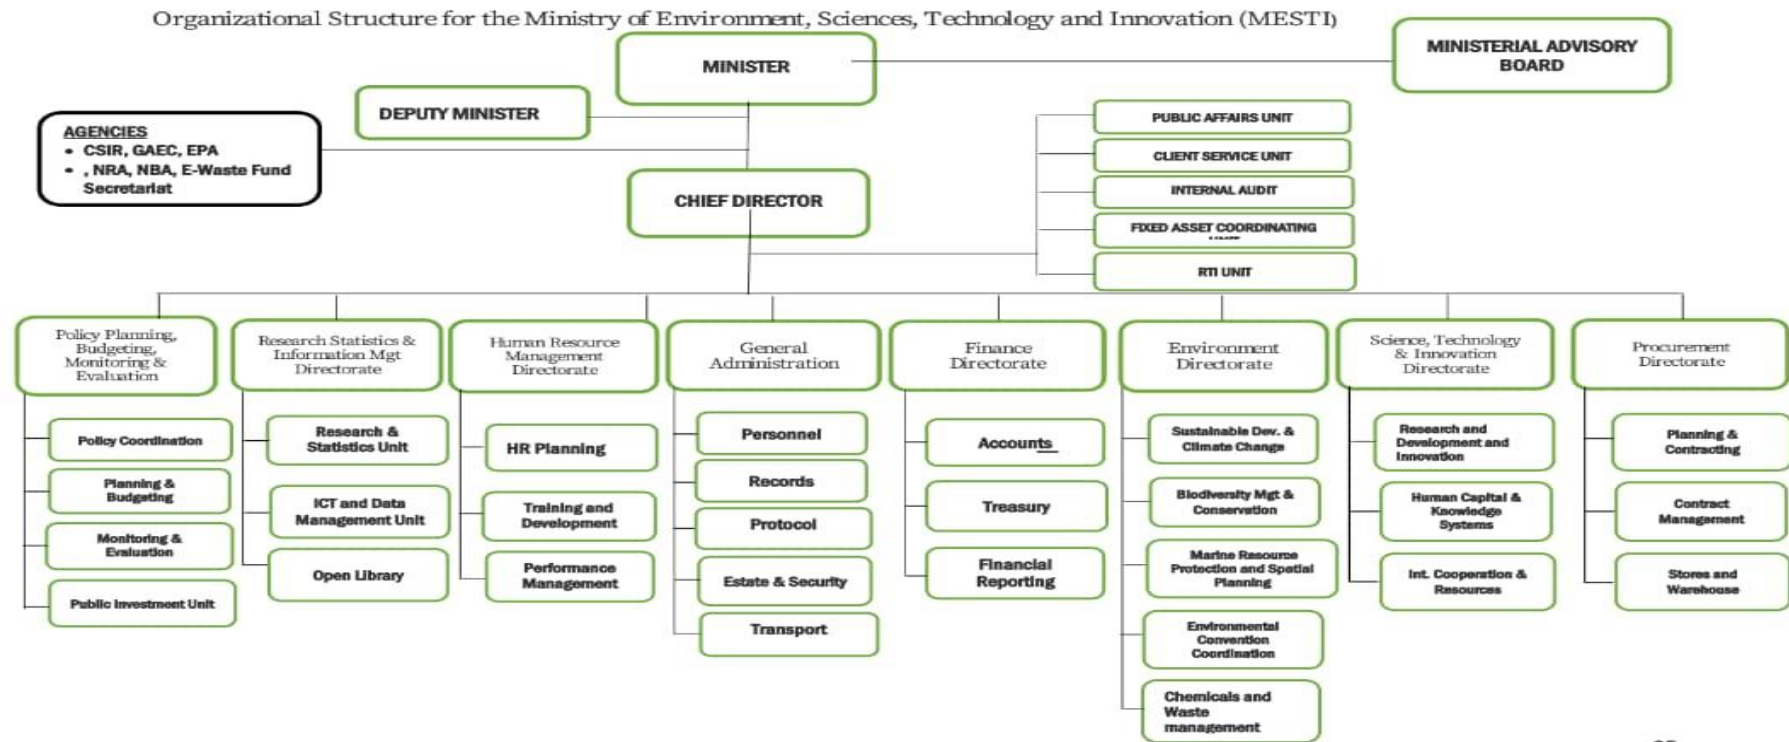 Organizational Structure for the Ministry of Environment, Sciences, Technology and Innovation (MESTI)
MINISTER
MINISTERIAL ADVISORY
BOARD
DEPUTY MINISTER
AGENCIES
• CSIR, GAEC, EPA
• , NRA, NBA, E-Waste Fund
Secretariat
CHIEF DIRECTOR
PUBLIC AFFAIRS UNIT
CLIENT SERVICE UNIT
INTERNAL AUDIT
FIXED ASSET COORDINATING
RTI UNIT
Policy Planning,
Budgeting,
Monitoring &
Evaluation
Policy Coordination
Planning &
Budgeting
Monitoring &
Evaluation
Public Investment Unit
Research Statistics &
Information Mgt
Directorate
Research &
Statistics Unit
ICT and Data
Management Unit
Open Library
Human Resource
Management
Directorate
HR Planning
Training and
Development
Performance
Management
General
Administration
Personnel
Records
Protocol
Estate & Security
Transport
Finance
Directorate
Accounts
Treasury
Financial
Reporting
Environment
Directorate
Sustainable Dev. &
Climate Change
Biodiversity Mgt &
Conservation
Marine Resource
Protection and Spatial
Planning
Environmental
Convention
Coordination
Chemicals and
Waste
management
Science, Technology
& Innovation
Directorate
Research and
Development and
Innovation
Human Capital &
Knowledge
Systems
Int. Cooperation &
Resources
Procurement
Directorate
Planning &
Contracting
Contract
Management
Stores and
Warehouse